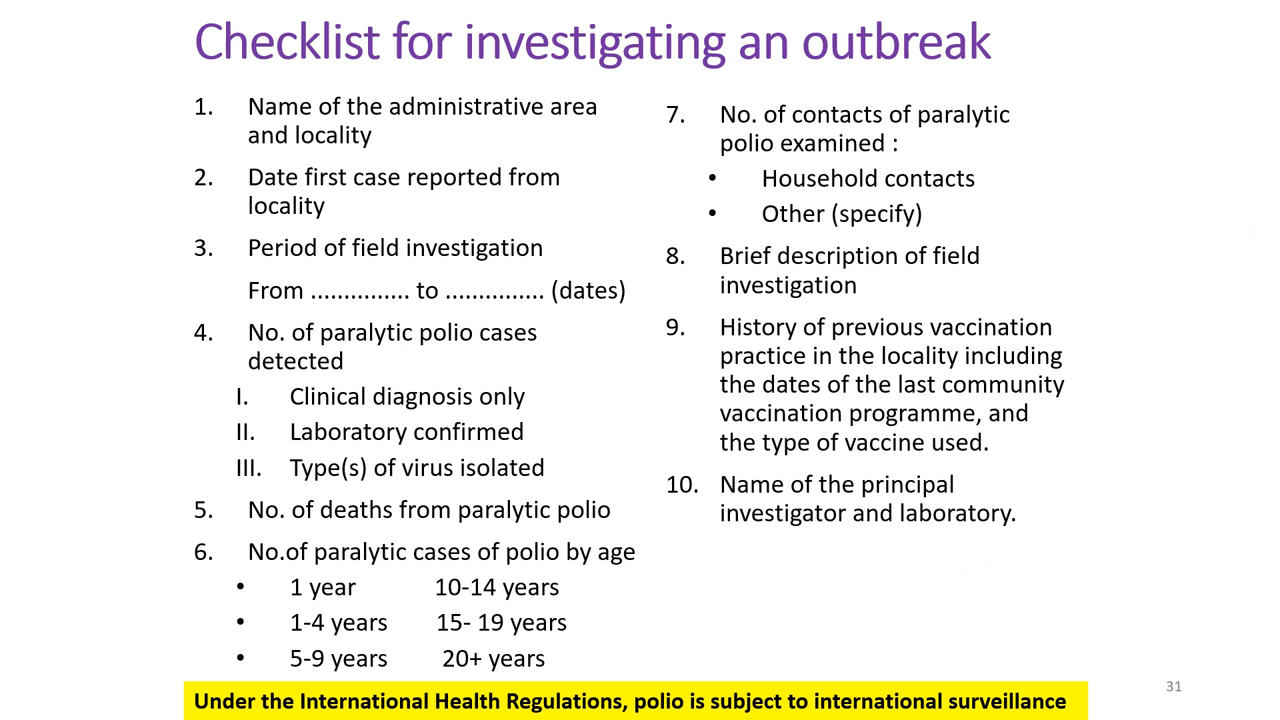 Checklist for investigating an outbreak
1. Name of the administrative area
and locality
2. Date first case reported from
locality
3. Period of field investigation
From ............... to ............... (dates)
4. No. of paralytic polio cases
detected
I. Clinical diagnosis only
II. Laboratory confirmed
III. Type(s) of virus isolated
5. No. of deaths from paralytic polio
6. No.of paralytic cases of polio by age
• 1 year 10-14 years
• 1-4 years 15- 19 years
• 5-9 years 20+ years
7. No. of contacts of paralytic
polio examined :
• Household contacts
• Other (specify)
8. Brief description of field
investigation
9. History of previous vaccination
practice in the locality including
the dates of the last community
vaccination programme, and
the type of vaccine used.
10. Name of the principal
investigator and laboratory.
Under the International Health Regulations, polio is subject to international surveillance
31